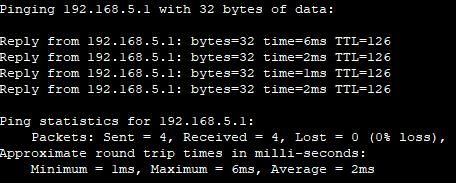 Pinging 192.168.5.1 with 32 bytes of data:
Reply from 192.168.5.1: bytes=32 time=6ms TTL=126
Reply from 192.168.5.1: bytes=32 time=2ms TTL=126
Reply from 192.168.5.1: bytes=32 time=1ms TTL=126
Reply from 192.168.5.1: bytes=32 time=2ms TTL=126
Ping statistics for 192.168.5.1:
Packets: Sent = 4, Received = 4, Lost = 0 (0% loss),
Approximate round trip times in milli-seconds:
Minimum = 1ms, Maximum = 6ms, Average = 2ms